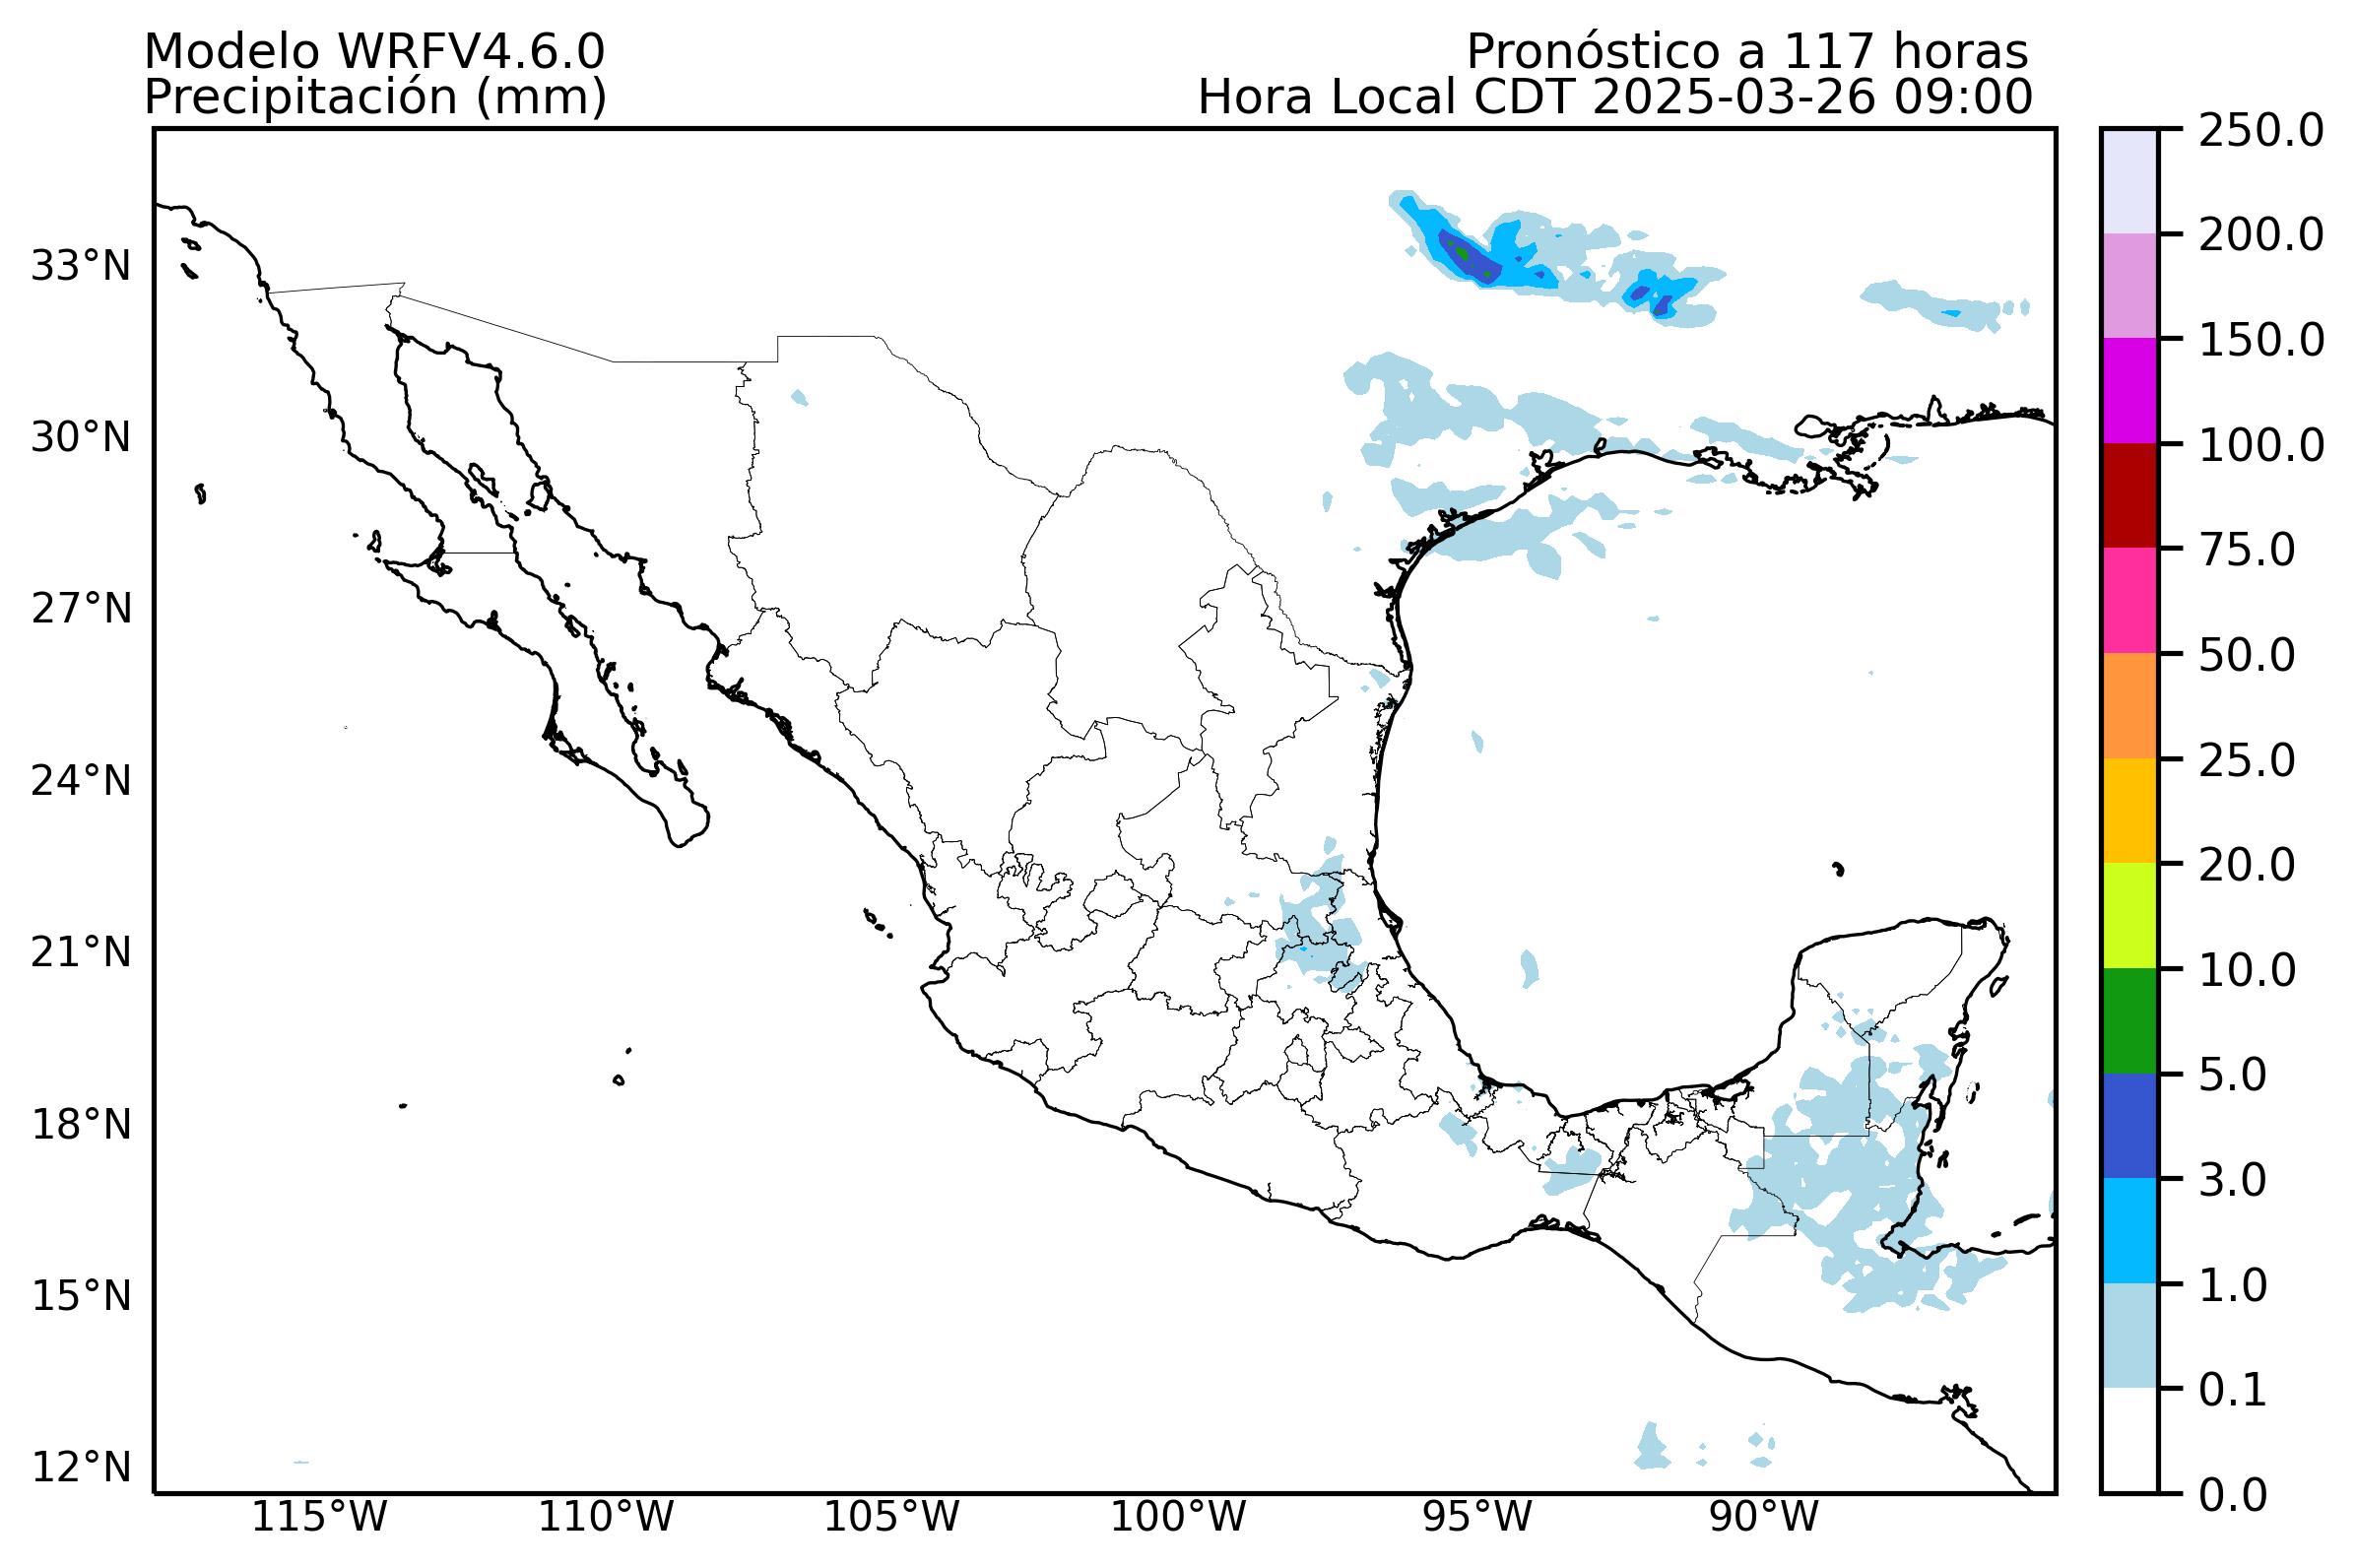 Modelo WRFV4.6.0
Precipitación (mm)
Pronóstico a 117 horas
Hora Local CDT 2025-03-26 09:00
33°N
30°N
27°N
24°N
21°N
18°N
15°N
12°N
115°W
110°W
105°W
100°W
95°W
90°W
250.0
200.0
150.0
100.0
75.0
50.0
25.0
20.0
10.0
5.0
3.0
1.0
0.1
0.0